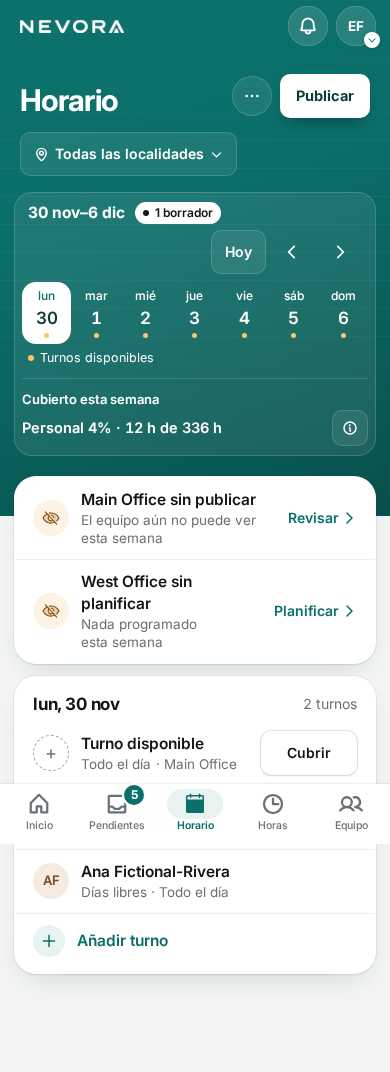 NEVORA
EF
Horario
Publicar
Todas las localidades
30 nov–6 dic
1 borrador
Hoy
lun mar mié jue vie sáb dom
30 1 2 3 4 5 6
Turnos disponibles
Cubierto esta semana
Personal 4% · 12 h de 336 h
Main Office sin publicar
El equipo aún no puede ver
esta semana
Revisar
West Office sin
planificar
Nada programado
esta semana
Planificar
lun, 30 nov
2 turnos
Turno disponible
Todo el día · Main Office
Cubrir
5
Inicio Pendientes Horario Horas Equipo
AF
Ana Fictional-Rivera
Días libres · Todo el día
Añadir turno